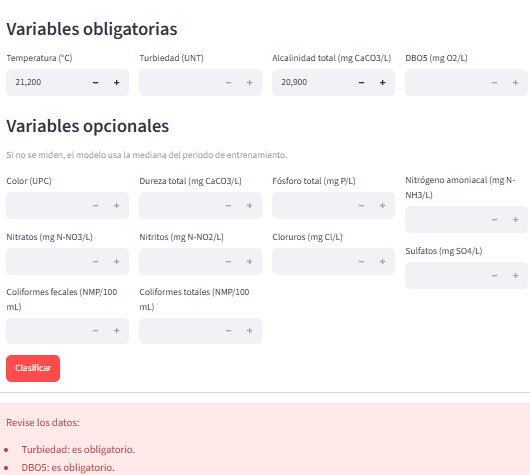 Variables obligatorias
Temperatura (°C)
Turbiedad (UNT)
Alcalinidad total (mg CaCO3/L)
DBO5 (mg O2/L)
21,200
20,900
Variables opcionales
Si no se miden, el modelo usa la mediana del periodo de entrenamiento.
Color (UPC)
Dureza total (mg CaCO3/L)
Fósforo total (mg P/L)
Nitrógeno amoniacal (mg N-
NH3/L)
Nitratos (mg N-NO3/L)
Nitritos (mg N-NO2/L)
Cloruros (mg Cl/L)
Sulfatos (mg SO4/L)
Coliformes fecales (NMP/100
mL)
Coliformes totales (NMP/100
mL)
Clasificar
Revise los datos:
• Turbiedad: es obligatorio.
• DBO5: es obligatorio.